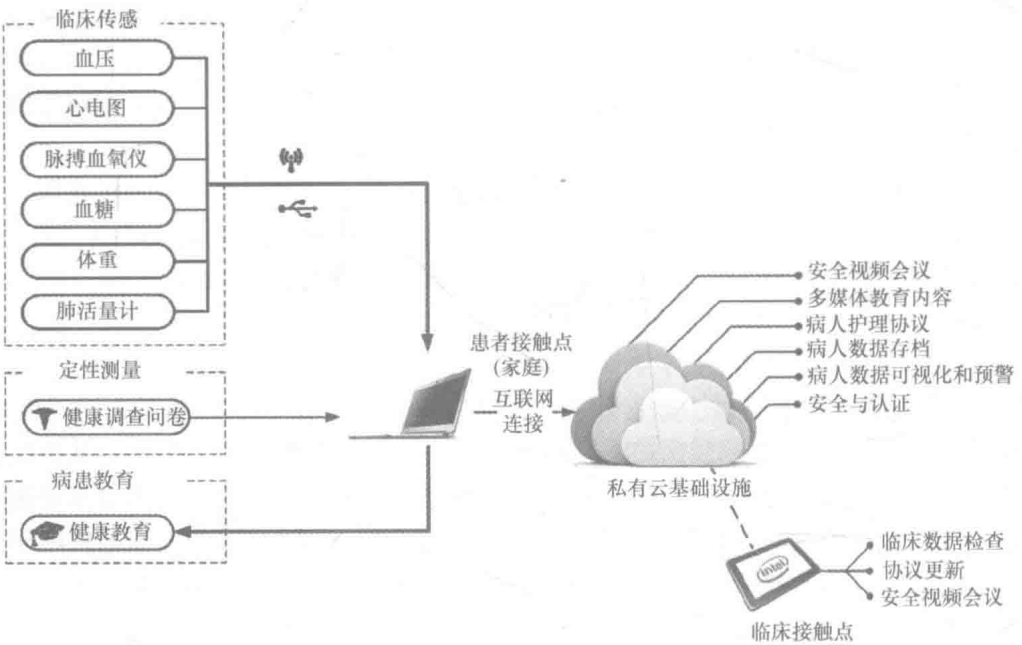 临床传感
血压
心电图
脉搏血氧仪
血糖
体重
肺活量计
定性测量
健康调查问卷
病患教育
健康教育
患者接触点
(家庭)
互联网
连接
安全视频会议
多媒体教育内容
病人护理协议
病人数据存档
病人数据可视化和预警
安全与认证
私有云基础设施
intel
临床数据检查
协议更新
安全视频会议
临床接触点